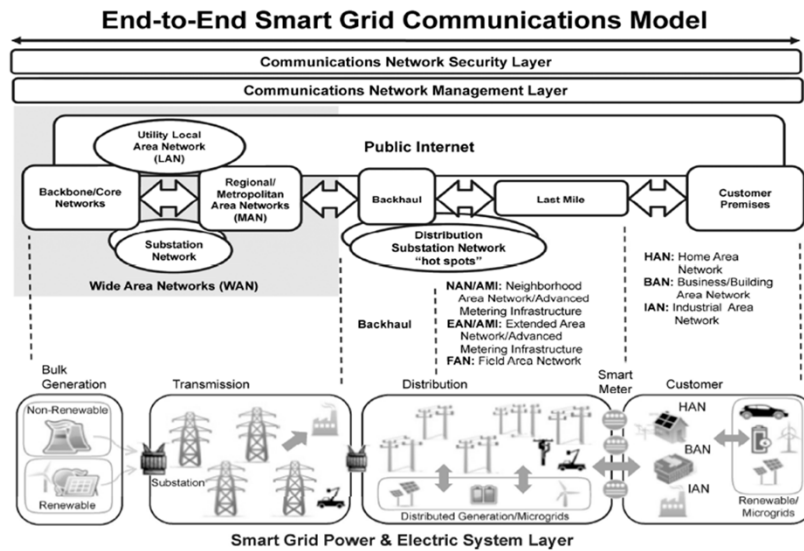 End-to-End Smart Grid Communications Model
Communications Network Security Layer
Communications Network Management Layer
Utility Local
Area Network
(LAN)
Public Internet
Backbone/Core
Networks
Regional/
Metropolitan
Area Networks
(MAN)
Backhaul
Last Mile
Customer
Premises
Substation
Network
Distribution
Substation Network
"hot spots"
Wide Area Networks (WAN)
Backhaul
NAN/AMI: Neighborhood
Area Network/Advanced
Metering Infrastructure
EAN/AMI: Extended Area
Network/Advanced
Metering Infrastructure
FAN: Field Area Network
HAN: Home Area
Network
BAN: Business/Building
Area Network
IAN: Industrial Area
Network
Bulk
Generation
Transmission
Distribution
Smart
Meter
Customer
Non-Renewable
Renewable
Substation
Distributed Generation/Microgrids
HAN
BAN
IAN
Renewable/
Microgrids
Smart Grid Power & Electric System Layer